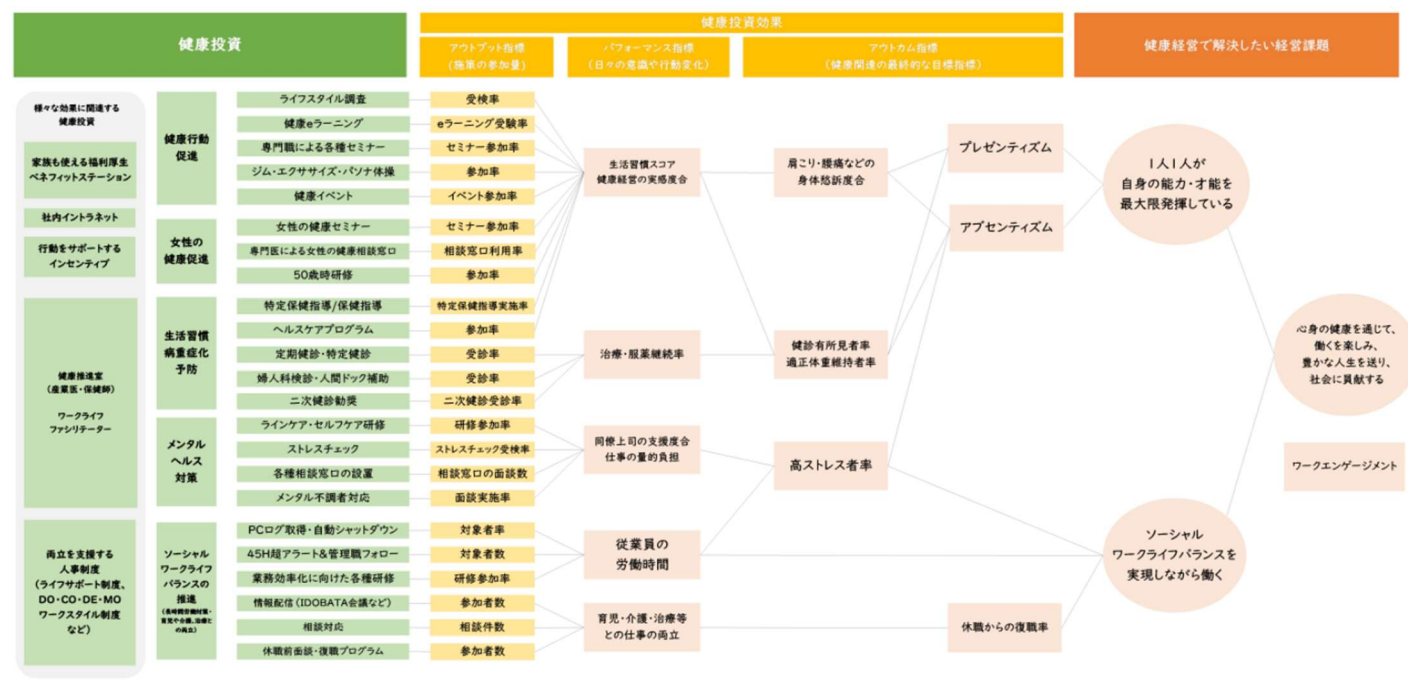 健康投資
健康投資効果
アウトプット指標
(施策の参加量)
パフォーマンス指標
(日々の意識や行動変化)
アウトカム指標
(健康関連の最終的な目標指標)
健康経営で解決したい経営課題
様々な効果に関連する
健康投資
家族も使える福利厚生
ベネフィットステーション
社内イントラネット
行動をサポートする
インセンティブ
健康推進室
(産業医・保健師)
ワークライフ
ファシリテーター
両立を支援する
人事制度
(ライフサポート制度、
DO・CO・DE・MO
ワークスタイル制度
など)
健康行動
促進
ライフスタイル調査
受検率
健康eラーニング
eラーニング受験率
専門職による各種セミナー
セミナー参加率
ジム・エクササイズ・パソナ体操
参加率
健康イベント
イベント参加率
女性の
健康促進
女性の健康セミナー
セミナー参加率
専門医による女性の健康相談窓口
相談窓口利用率
50歳時研修
参加率
生活習慣
病重症化
予防
特定保健指導/保健指導
特定保健指導実施率
ヘルスケアプログラム
参加率
定期健診・特定健診
受診率
婦人科検診・人間ドック補助
受診率
二次健診勧奨
二次健診受診率
メンタル
ヘルス
対策
ラインケア・セルフケア研修
研修参加率
ストレスチェック
ストレスチェック受検率
各種相談窓口の設置
相談窓口の面談数
メンタル不調者対応
面談実施率
ソーシャル
ワークライフ
バランスの
推進
(長時間労働対策・
育児や介護、治療と
の両立)
PCログ取得・自動シャットダウン
対象者率
45H超アラート&管理職フォロー
対象者数
業務効率化に向けた各種研修
研修参加率
情報配信(IDOBATA会議など)
参加者数
相談対応
相談件数
休職前面談・復職プログラム
参加者数
生活習慣スコア
健康経営の実感度合
治療・服薬継続率
同僚上司の支援度合
仕事の量的負担
従業員の
労働時間
育児・介護・治療等
との仕事の両立
肩こり・腰痛などの
身体愁訴度合
健診有所見者率
適正体重維持者率
高ストレス者率
プレゼンティズム
アブセンティズム
休職からの復職率
1人1人が
自身の能力・才能を
最大限発揮している
ソーシャル
ワークライフバランスを
実現しながら働く
心身の健康を通じて、
働くを楽しみ、
豊かな人生を送り、
社会に貢献する
ワークエンゲージメント